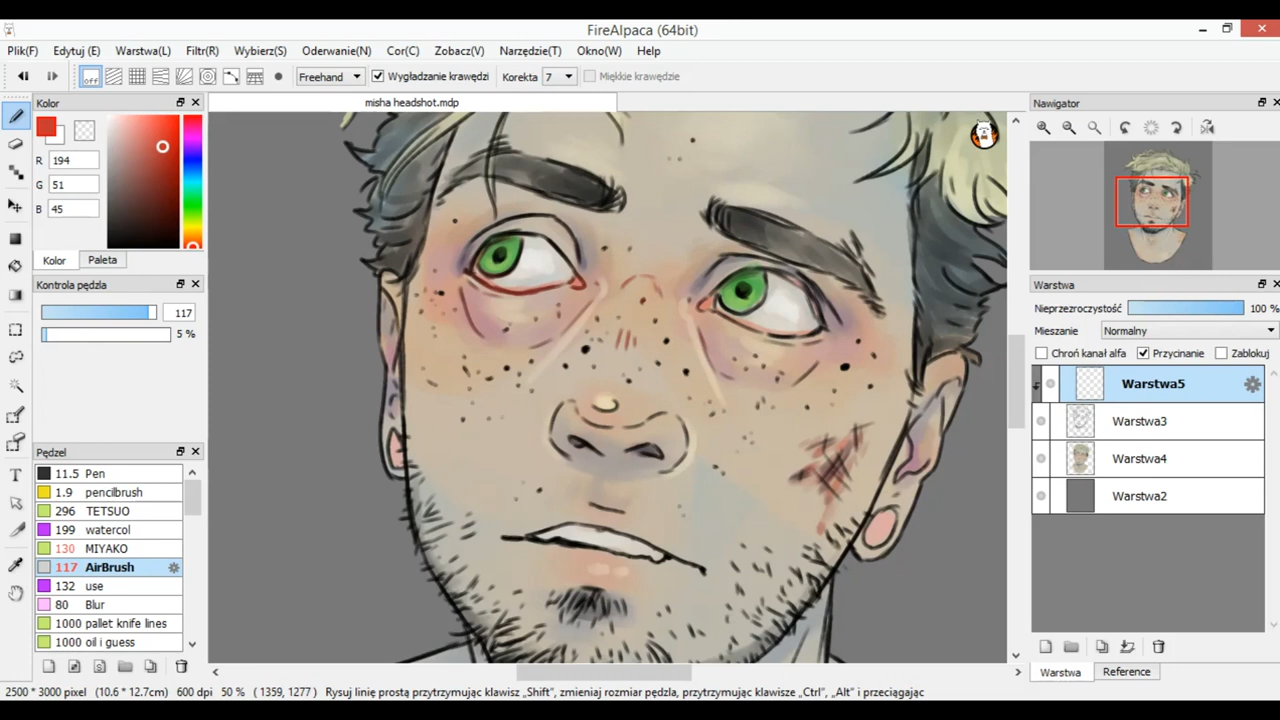 FireAlpaca (64bit)
Plik(F) Edytuj (E) Warstwa(L) Filtr(R) Wybierz(S) Oderwanie(N) Cor(C) Zobacz(V) Narzędzie(T) Okno(W) Help
off Freehand Wygładzanie krawędzi Korekta 7 Miękkie krawędzie
Kolor
misha headshot.mdp
Nawigator
R 194
G 51
B 45
Kolor Paleta
Kontrola pędzla
117
5 %
Warstwa
Nieprzezroczystość 100 %
Mieszanie Normalny
Chroń kanał alfa Przycinanie Zablokuj
Warstwa5
Warstwa3
Warstwa4
Warstwa2
Pędzel
11.5 Pen
1.9 pencilbrush
296 TETSUO
199 watercol
130 MIYAKO
117 AirBrush
132 use
80 Blur
1000 pallet knife lines
1000 oil i guess
T
Warstwa Reference
2500 * 3000 pixel (10.6 * 12.7cm) 600 dpi 50 % ( 1359, 1277 ) Rysuj linię prostą przytrzymując klawisz „Shift”, zmieniaj rozmiar pędzla, przytrzymując klawisze „Ctrl”, „Alt” i przeciągając